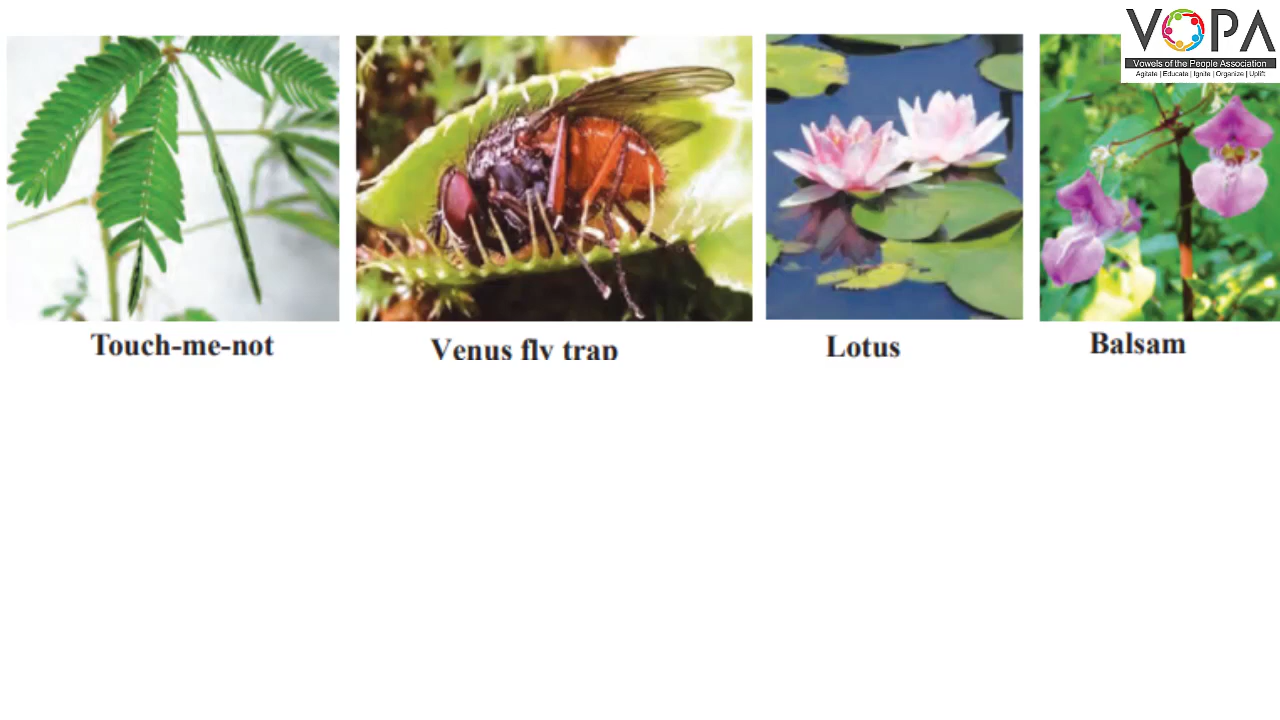 VOPA
Vowels of the People Association
Agitate | Educate | Ignite | Organize | Uplift
Touch-me-not
Venus fly trap
Lotus
Balsam